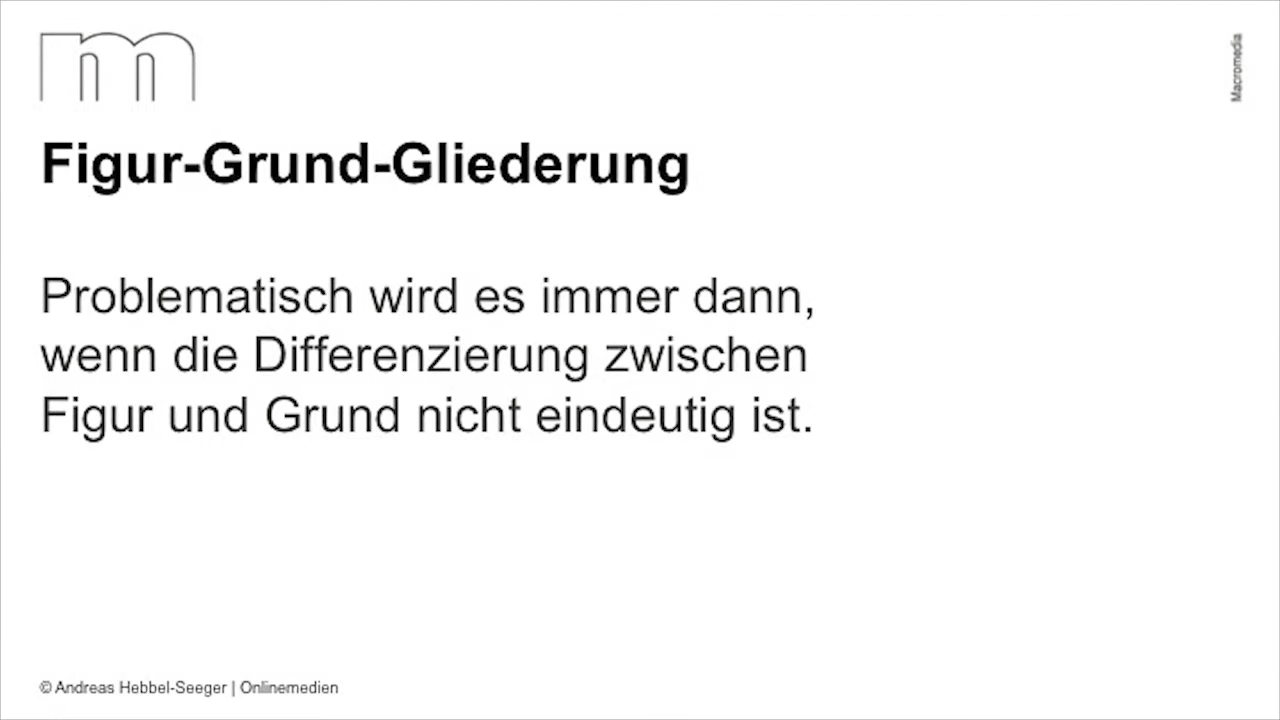 m
Macromedia
Figur-Grund-Gliederung
Problematisch wird es immer dann,
wenn die Differenzierung zwischen
Figur und Grund nicht eindeutig ist.
© Andreas Hebbel-Seeger | Onlinemedien